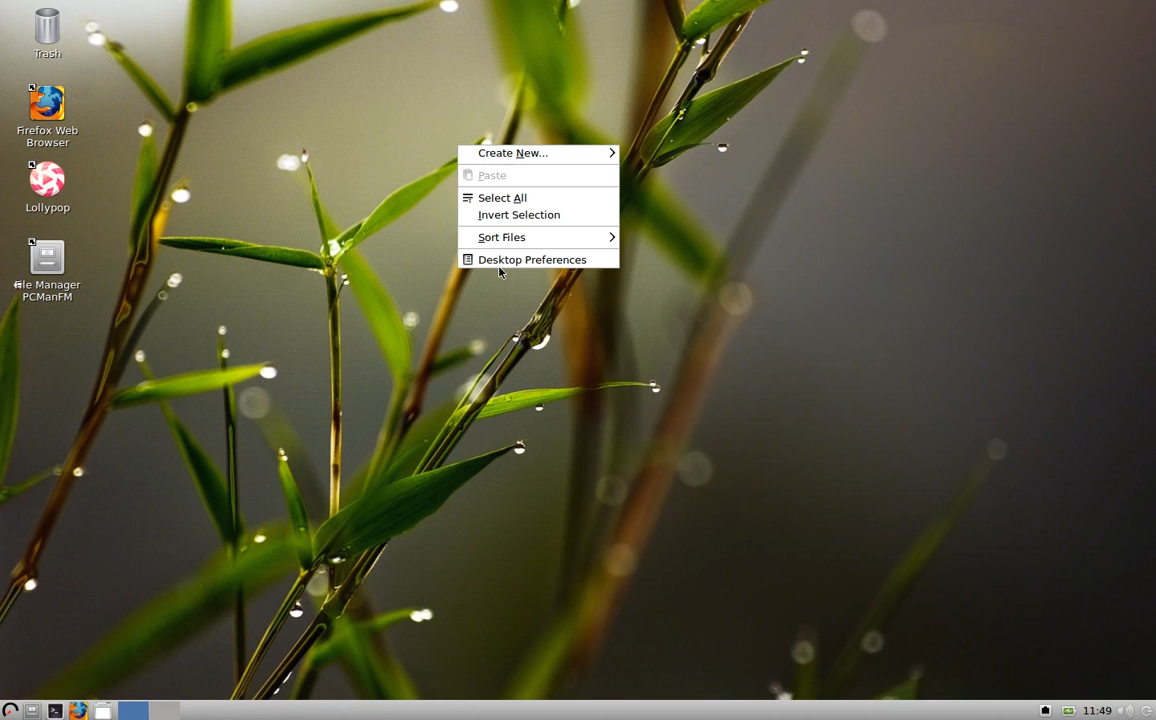 Trash
Firefox Web
Browser
Lollypop
File Manager
PCManFM
Create New...
Paste
Select All
Invert Selection
Sort Files
Desktop Preferences
11:49